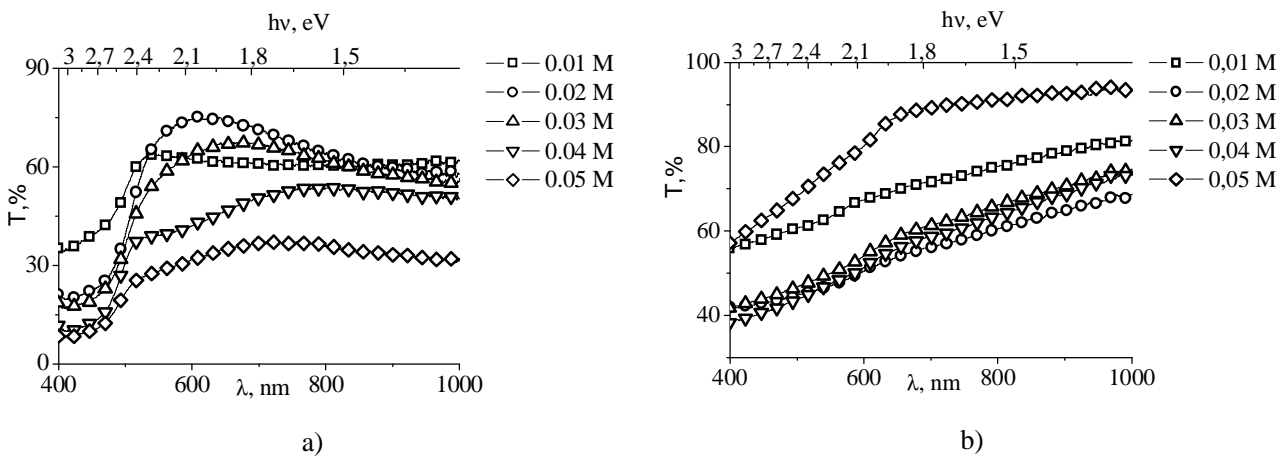 hν, eV
3 2,7 2,4 2,1 1,8 1,5
90
60
30
0
T,%
400 600 800 1000
λ, nm
0.01 M
0.02 M
0.03 M
0.04 M
0.05 M
a)
hν, eV
3 2,7 2,4 2,1 1,8 1,5
100
80
60
40
T,%
400 600 800 1000
λ, nm
0,01 M
0,02 M
0,03 M
0,04 M
0,05 M
b)